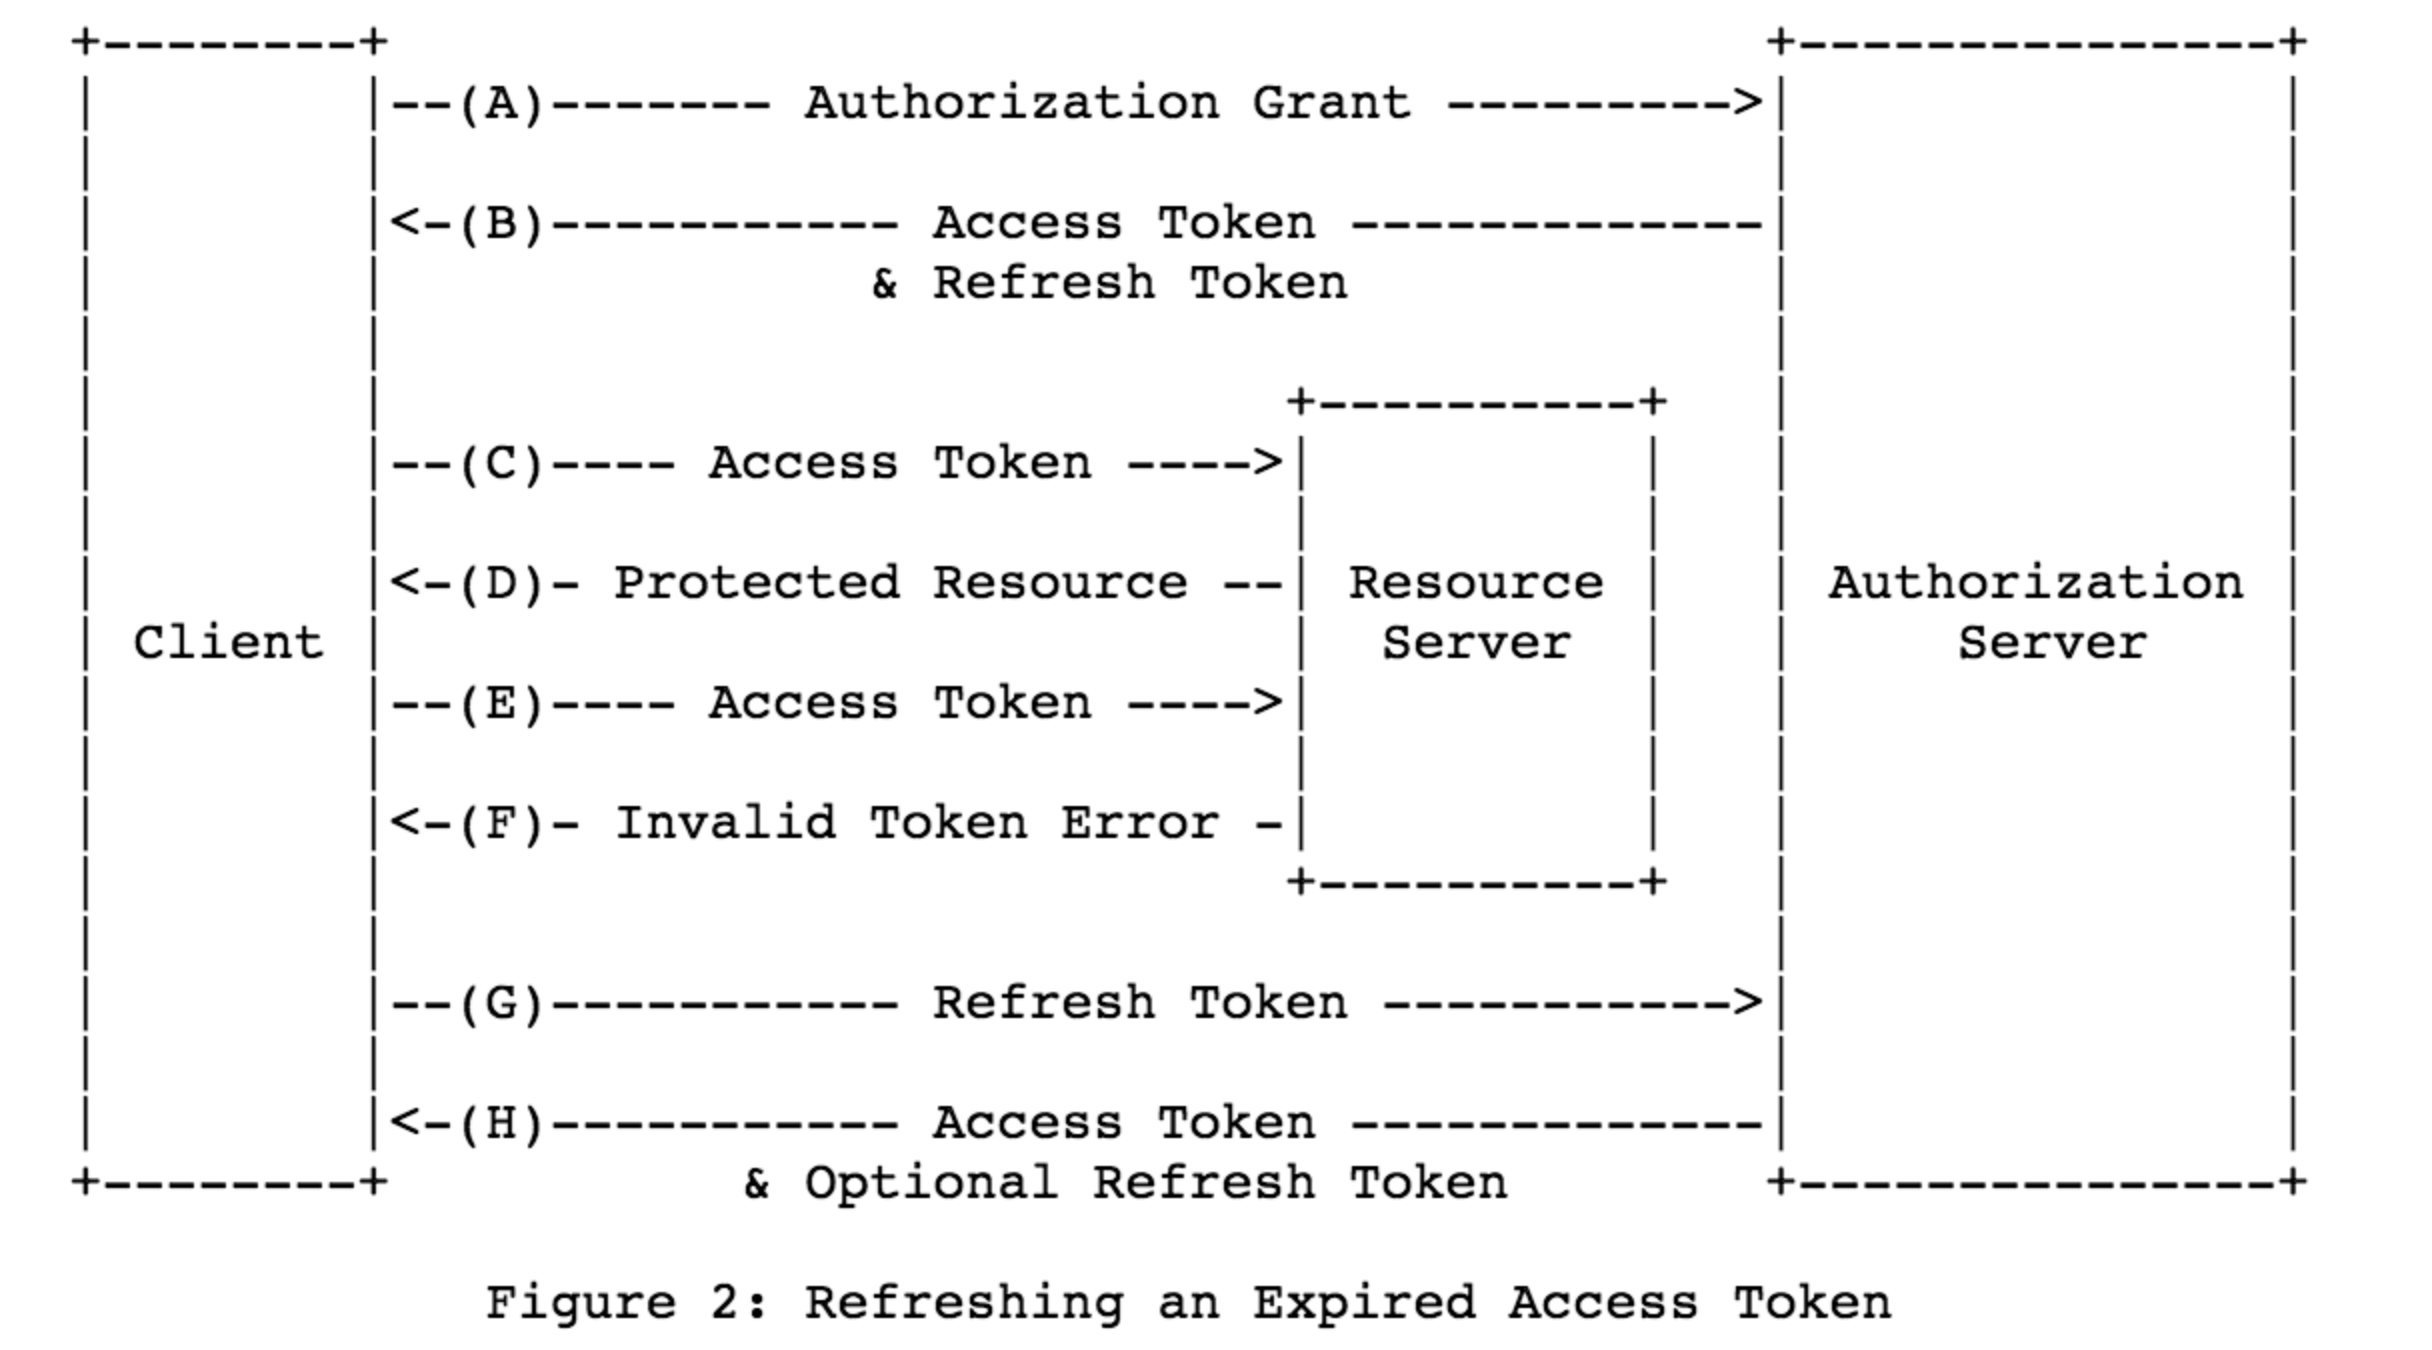 +--------+                                           +---------------+
|        |--(A)------- Authorization Grant --------->|               |
|        |                                           |               |
|        |<-(B)----------- Access Token -------------|               |
|        |               & Refresh Token             |               |
|        |                                           |               |
|        |                            +----------+   |               |
|        |--(C)---- Access Token ---->|          |   |               |
|        |                            |          |   |               |
|        |<-(D)- Protected Resource --| Resource |   | Authorization |
| Client |                            |  Server  |   |     Server    |
|        |--(E)---- Access Token ---->|          |   |               |
|        |                            |          |   |               |
|        |<-(F)- Invalid Token Error -|          |   |               |
|        |                            +----------+   |               |
|        |                                           |               |
|        |--(G)----------- Refresh Token ----------->|               |
|        |                                           |               |
|        |<-(H)----------- Access Token -------------|               |
+--------+           & Optional Refresh Token        +---------------+

Figure 2: Refreshing an Expired Access Token